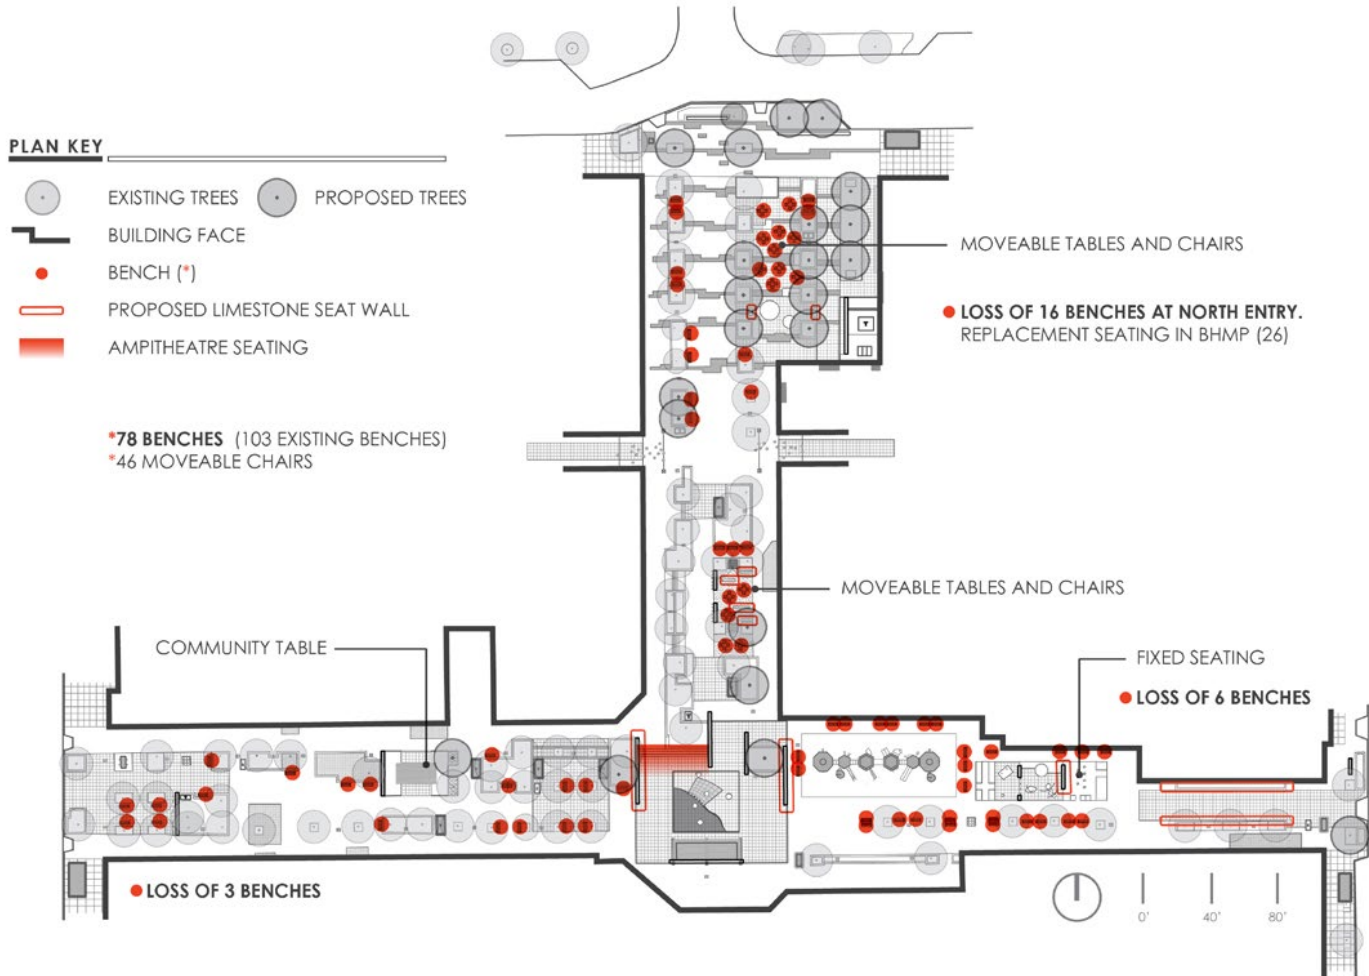 PLAN KEY
EXISTING TREES
PROPOSED TREES
BUILDING FACE
BENCH (*)
PROPOSED LIMESTONE SEAT WALL
AMPITHEATRE SEATING
*78 BENCHES (103 EXISTING BENCHES)
*46 MOVEABLE CHAIRS
MOVEABLE TABLES AND CHAIRS
LOSS OF 16 BENCHES AT NORTH ENTRY.
REPLACEMENT SEATING IN BHMP (26)
MOVEABLE TABLES AND CHAIRS
COMMUNITY TABLE
FIXED SEATING
LOSS OF 6 BENCHES
LOSS OF 3 BENCHES
0' 40' 80'